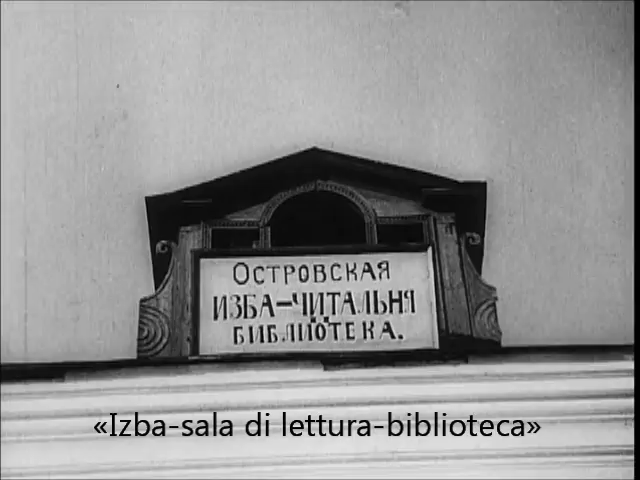 ОСТРОВСКАЯ
ИЗБА-ЧИТАЛЬНЯ
БИБЛИОТЕКА.
«Izba-sala di lettura-biblioteca»